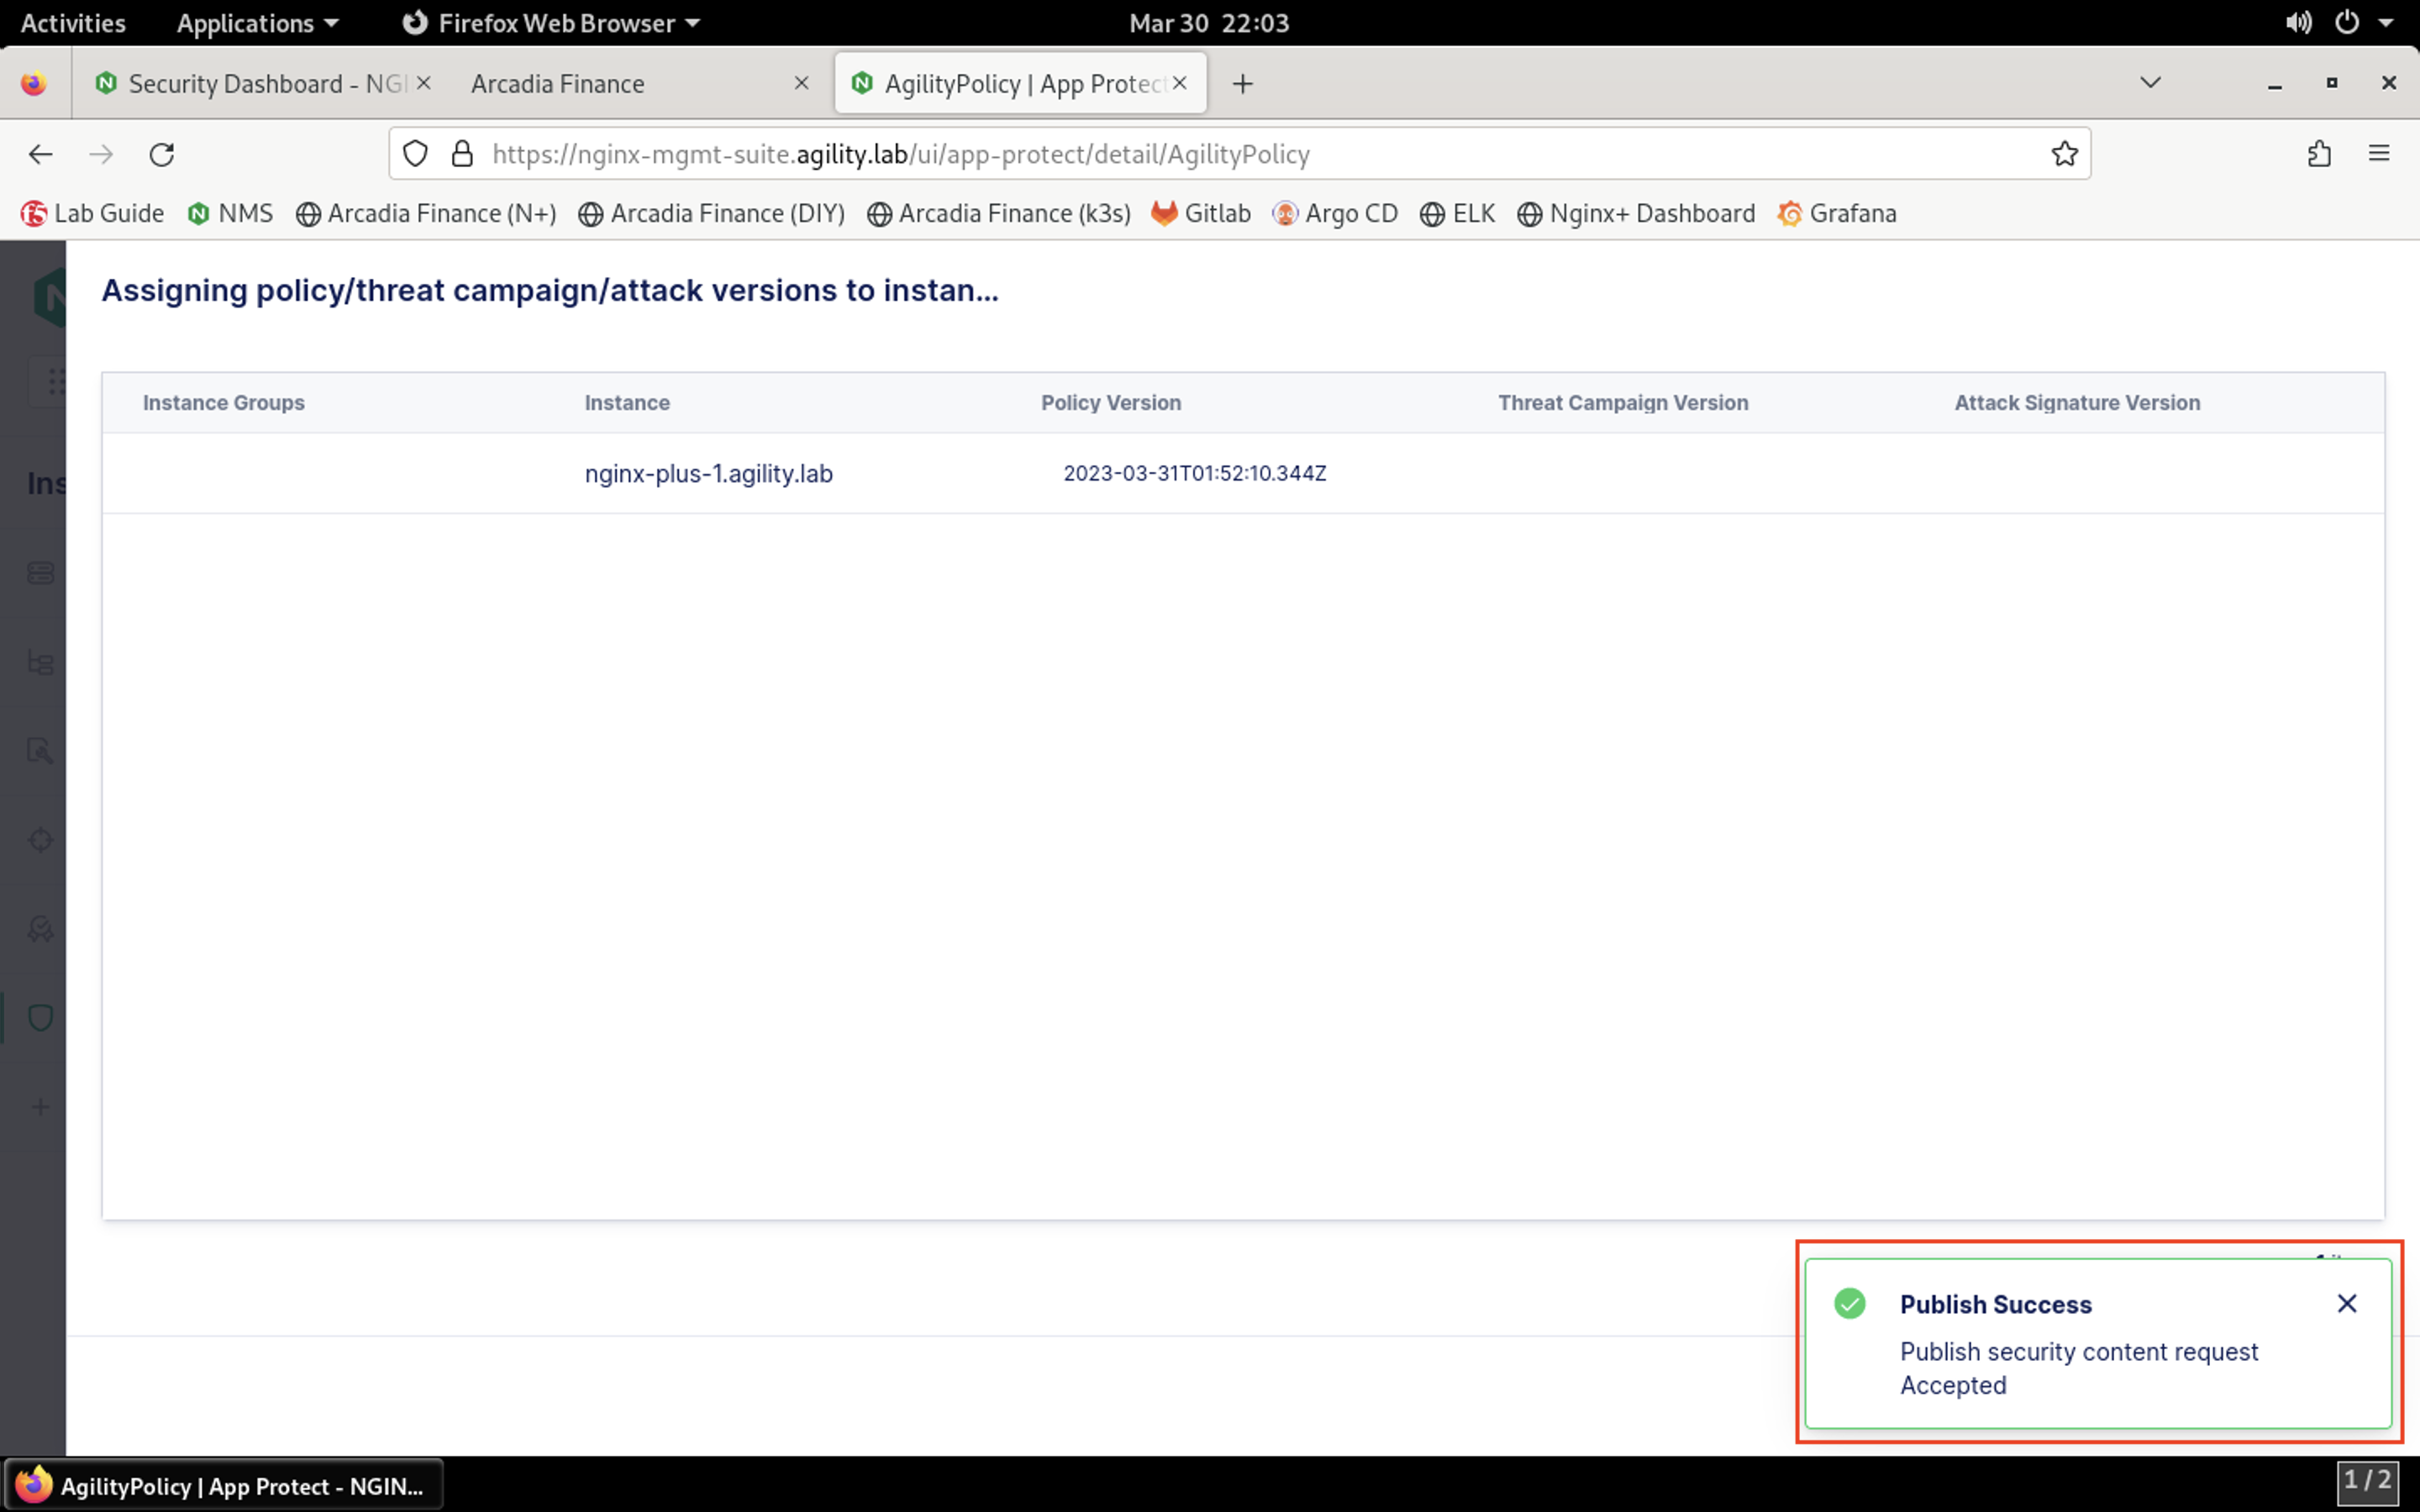 Activities Applications Firefox Web Browser Mar 30 22:03
Security Dashboard - NGI Arcadia Finance AgilityPolicy | App Protect
https://nginx-mgmt-suite.agility.lab/ui/app-protect/detail/AgilityPolicy
Lab Guide NMS Arcadia Finance (N+) Arcadia Finance (DIY) Arcadia Finance (k3s) Gitlab Argo CD ELK Nginx+ Dashboard Grafana
Assigning policy/threat campaign/attack versions to instan...
Instance Groups Instance Policy Version Threat Campaign Version Attack Signature Version
Ins
nginx-plus-1.agility.lab 2023-03-31T01:52:10.344Z
Publish Success
Publish security content request
Accepted
AgilityPolicy | App Protect - NGIN... 1 / 2